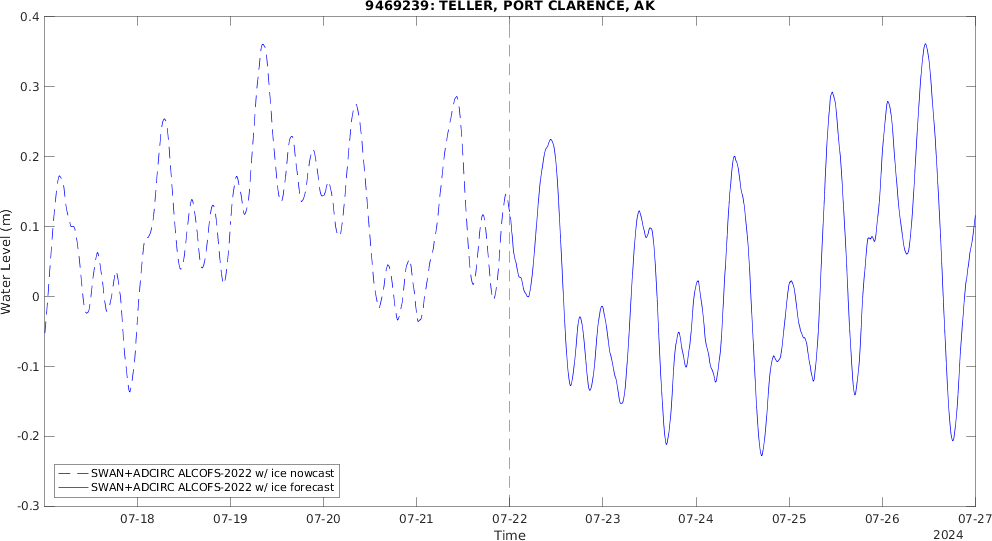 9469239: TELLER, PORT CLARENCE, AK
0.4
0.3
0.2
0.1
0
-0.1
-0.2
-0.3
Water Level (m)
SWAN+ADCIRC ALCOFS-2022 w/ ice nowcast
SWAN+ADCIRC ALCOFS-2022 w/ ice forecast
07-18 07-19 07-20 07-21 07-22 07-23 07-24 07-25 07-26 07-27
Time
2024